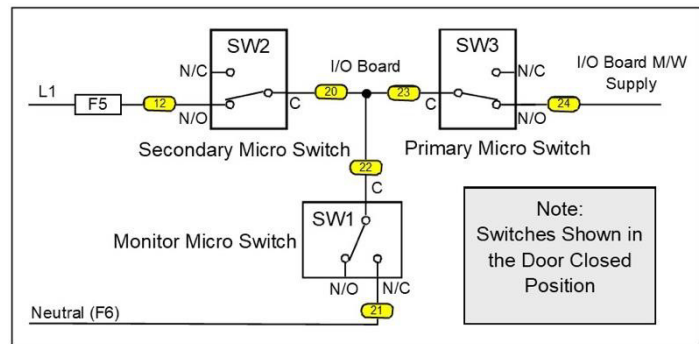 SW2
SW3
N/C
I/O Board
N/C
I/O Board M/W
Supply
L1
F5
12
N/O
C
20
23
C
N/O
24
Secondary Micro Switch
Primary Micro Switch
22
C
SW1
Monitor Micro Switch
N/O
N/C
Note:
Switches Shown in
the Door Closed
Position
Neutral (F6)
21